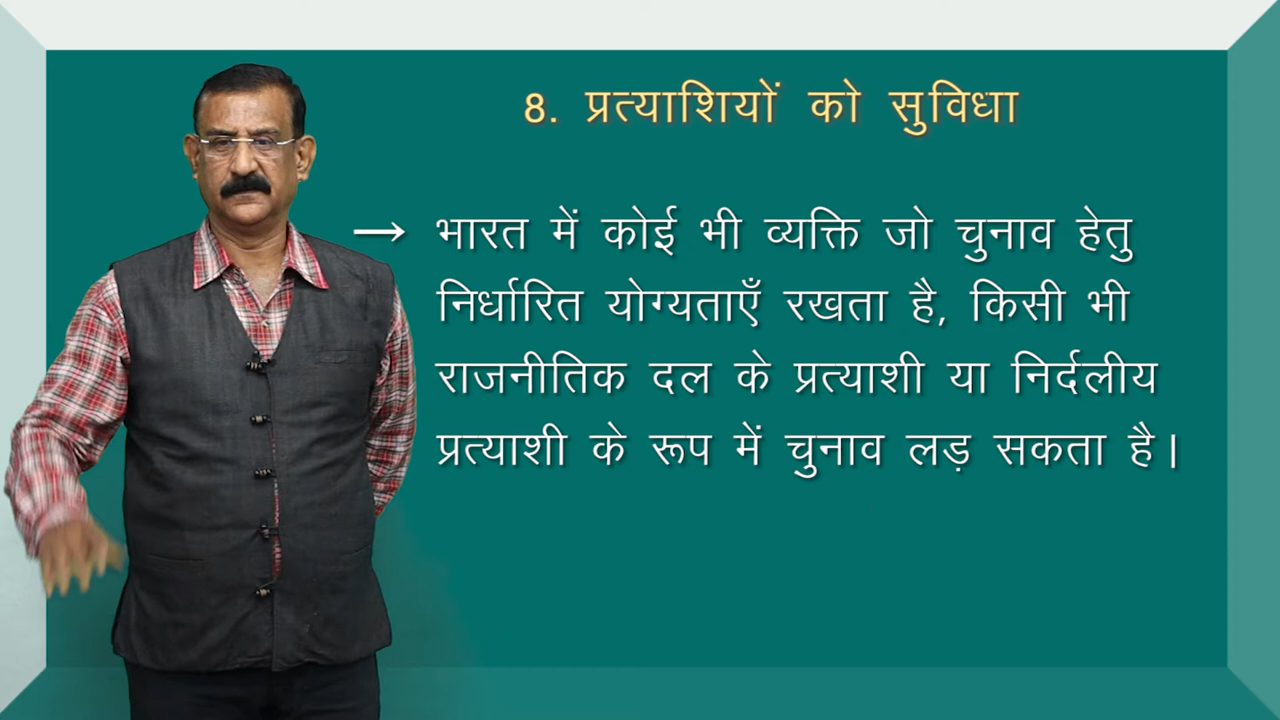 8. प्रत्याशियों को सुविधा
→ भारत में कोई भी व्यक्ति जो चुनाव हेतु
निर्धारित योग्यताएँ रखता है, किसी भी
राजनीतिक दल के प्रत्याशी या निर्दलीय
प्रत्याशी के रूप में चुनाव लड़ सकता है।